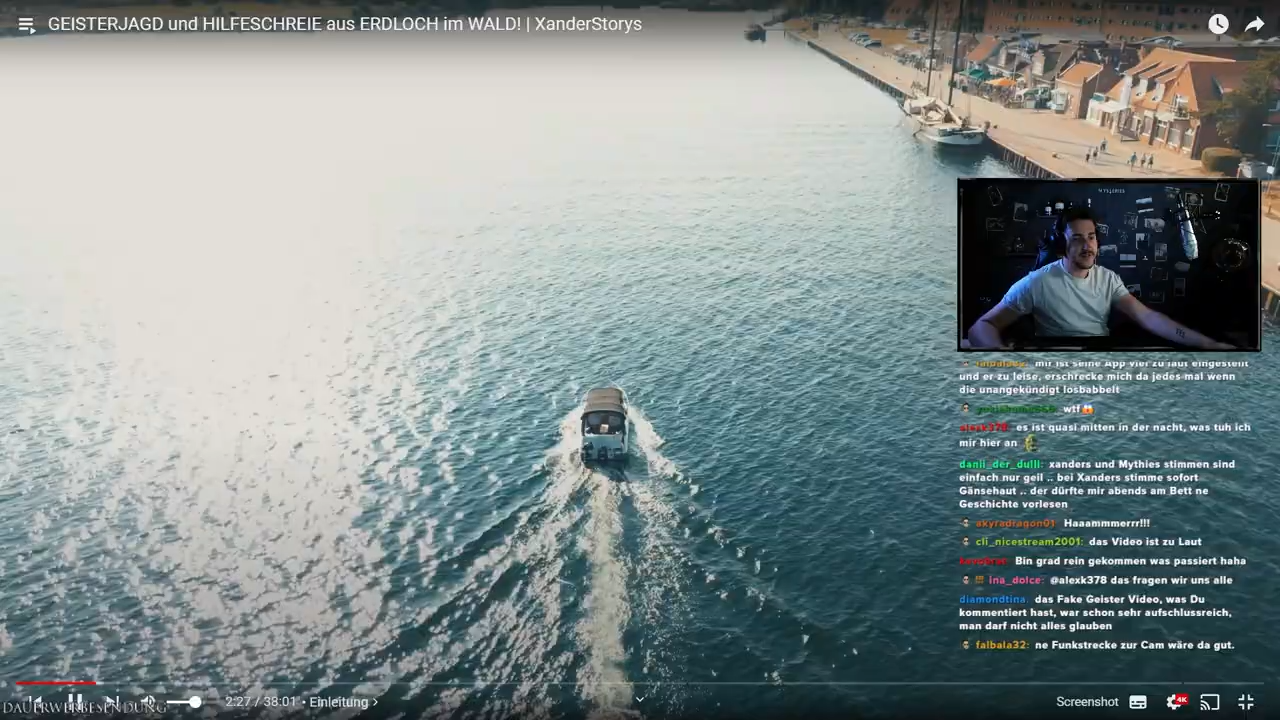 GEISTERJAGD und HILFESCHREIE aus ERDLOCH im WALD! | XanderStorys
MYSTERIES
mir ist seine App viel zu laut eingestellt
und er zu leise, erschrecke mich da jedes mal wenn
die unangekündigt losbabbelt
wtf
alexk378: es ist quasi mitten in der nacht, was tuh ich
mir hier an
danii_der_dulli: xanders und Mythies stimmen sind
einfach nur geil .. bei Xanders stimme sofort
Gänsehaut .. der dürfte mir abends am Bett ne
Geschichte vorlesen
akyradragon01 Haaammmerrr!!!
cli_nicestream2001: das Video ist zu Laut
Bin grad rein gekommen was passiert haha
ina_dolce: @alexk378 das fragen wir uns alle
diamondtina: das Fake Geister Video, was Du
kommentiert hast, war schon sehr aufschlussreich,
man darf nicht alles glauben
falbala32: ne Funkstrecke zur Cam wäre da gut.
2:27 / 38:01 • Einleitung
Screenshot
4K
DAUERWERBESENDUNG